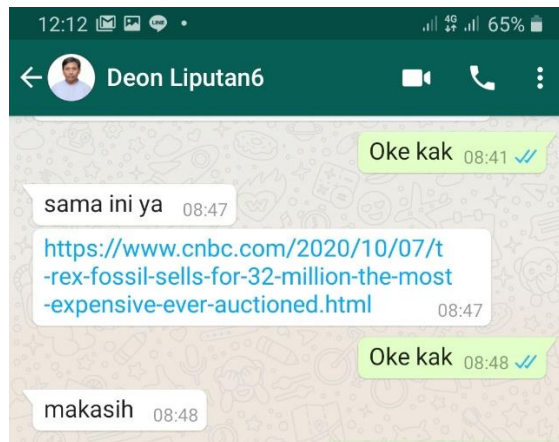 12:12 4G 65%
Deon Liputan6
Oke kak 08:41
sama ini ya 08:47
https://www.cnbc.com/2020/10/07/t
-rex-fossil-sells-for-32-million-the-most
-expensive-ever-auctioned.html 08:47
Oke kak 08:48
makasih 08:48